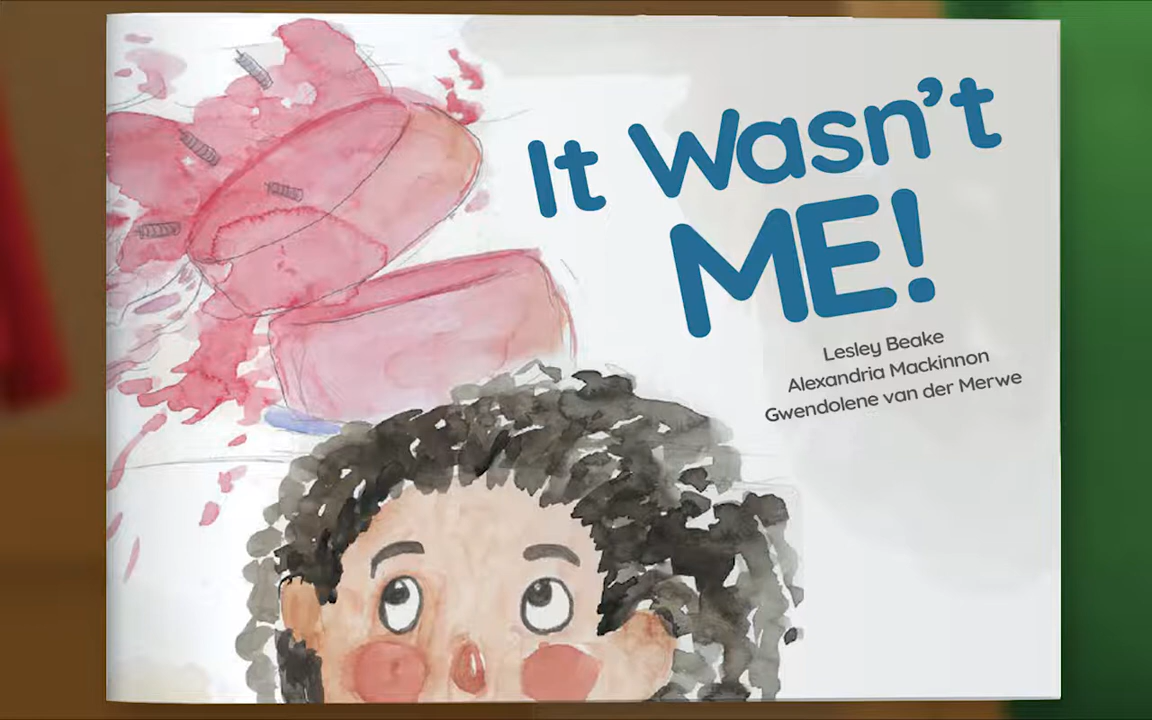 It Wasn't
ME!
Lesley Beake
Alexandria Mackinnon
Gwendolene van der Merwe